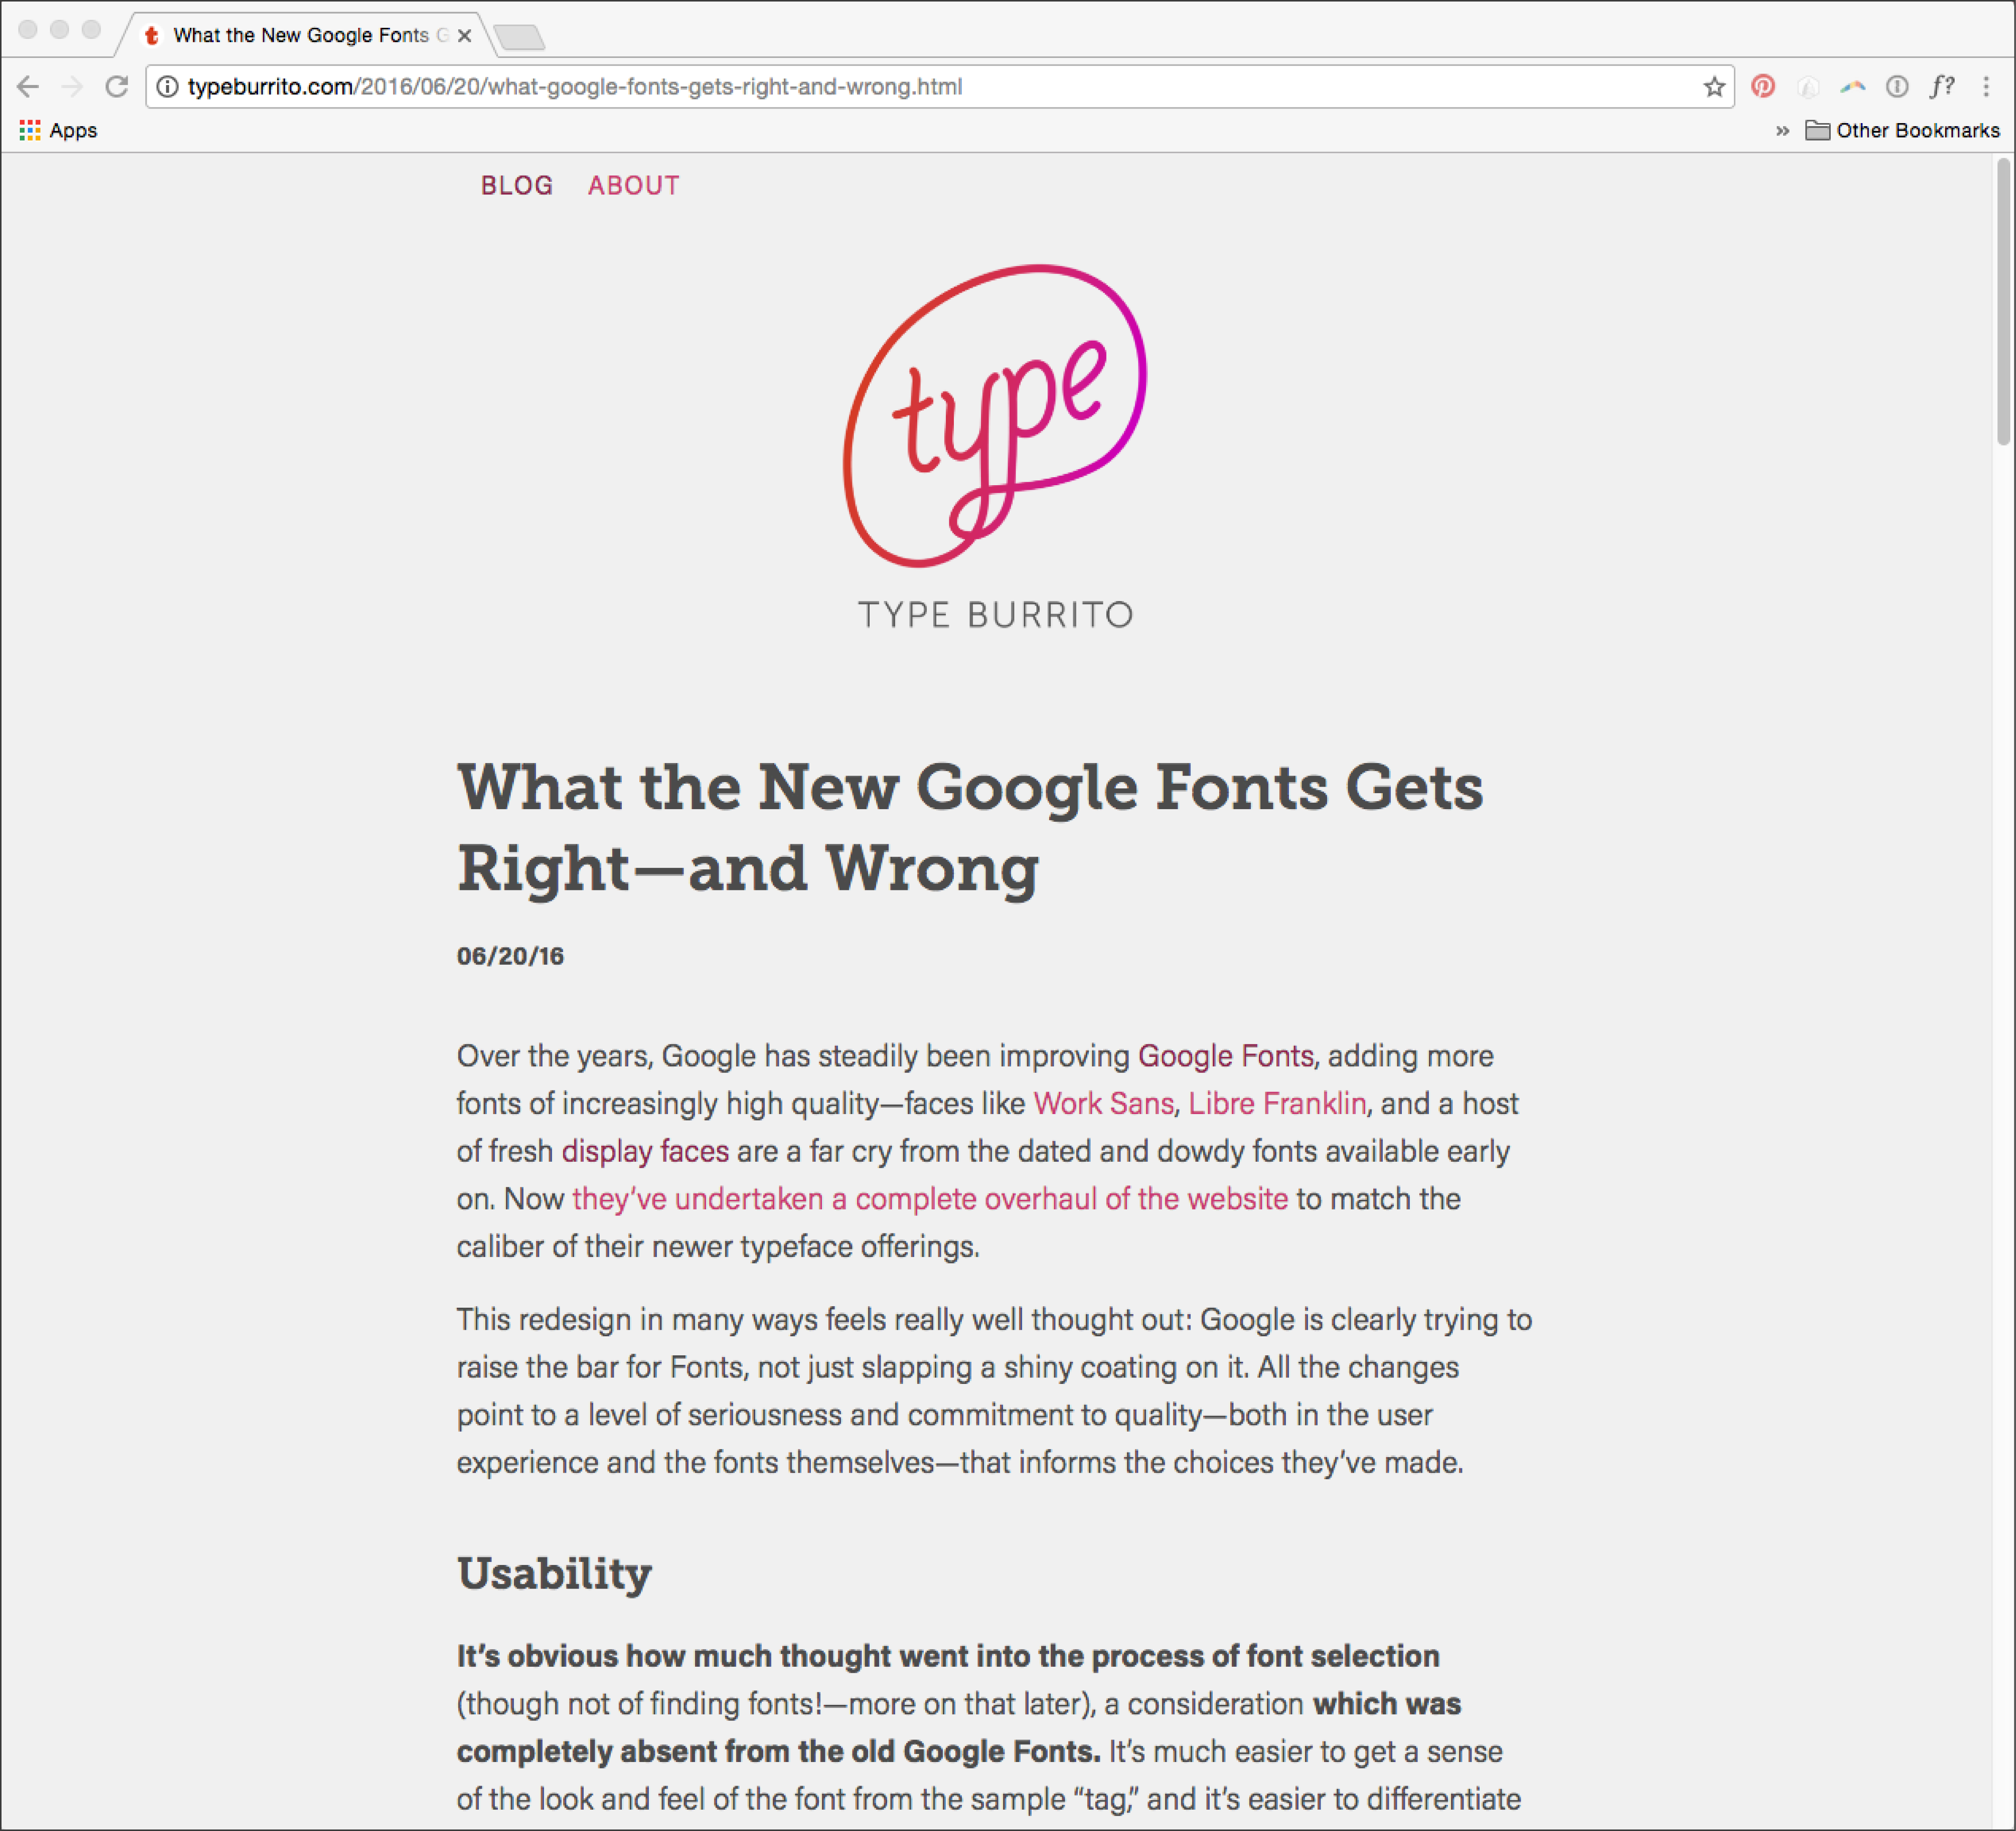 What the New Google Fonts G
typeburrito.com/2016/06/20/what-google-fonts-gets-right-and-wrong.html
f?
Apps
» Other Bookmarks
BLOG ABOUT
type
TYPE BURRITO
What the New Google Fonts Gets
Right—and Wrong
06/20/16
Over the years, Google has steadily been improving Google Fonts, adding more
fonts of increasingly high quality—faces like Work Sans, Libre Franklin, and a host
of fresh display faces are a far cry from the dated and dowdy fonts available early
on. Now they’ve undertaken a complete overhaul of the website to match the
caliber of their newer typeface offerings.
This redesign in many ways feels really well thought out: Google is clearly trying to
raise the bar for Fonts, not just slapping a shiny coating on it. All the changes
point to a level of seriousness and commitment to quality—both in the user
experience and the fonts themselves—that informs the choices they’ve made.
Usability
It’s obvious how much thought went into the process of font selection
(though not of finding fonts!—more on that later), a consideration which was
completely absent from the old Google Fonts. It’s much easier to get a sense
of the look and feel of the font from the sample “tag,” and it’s easier to differentiate